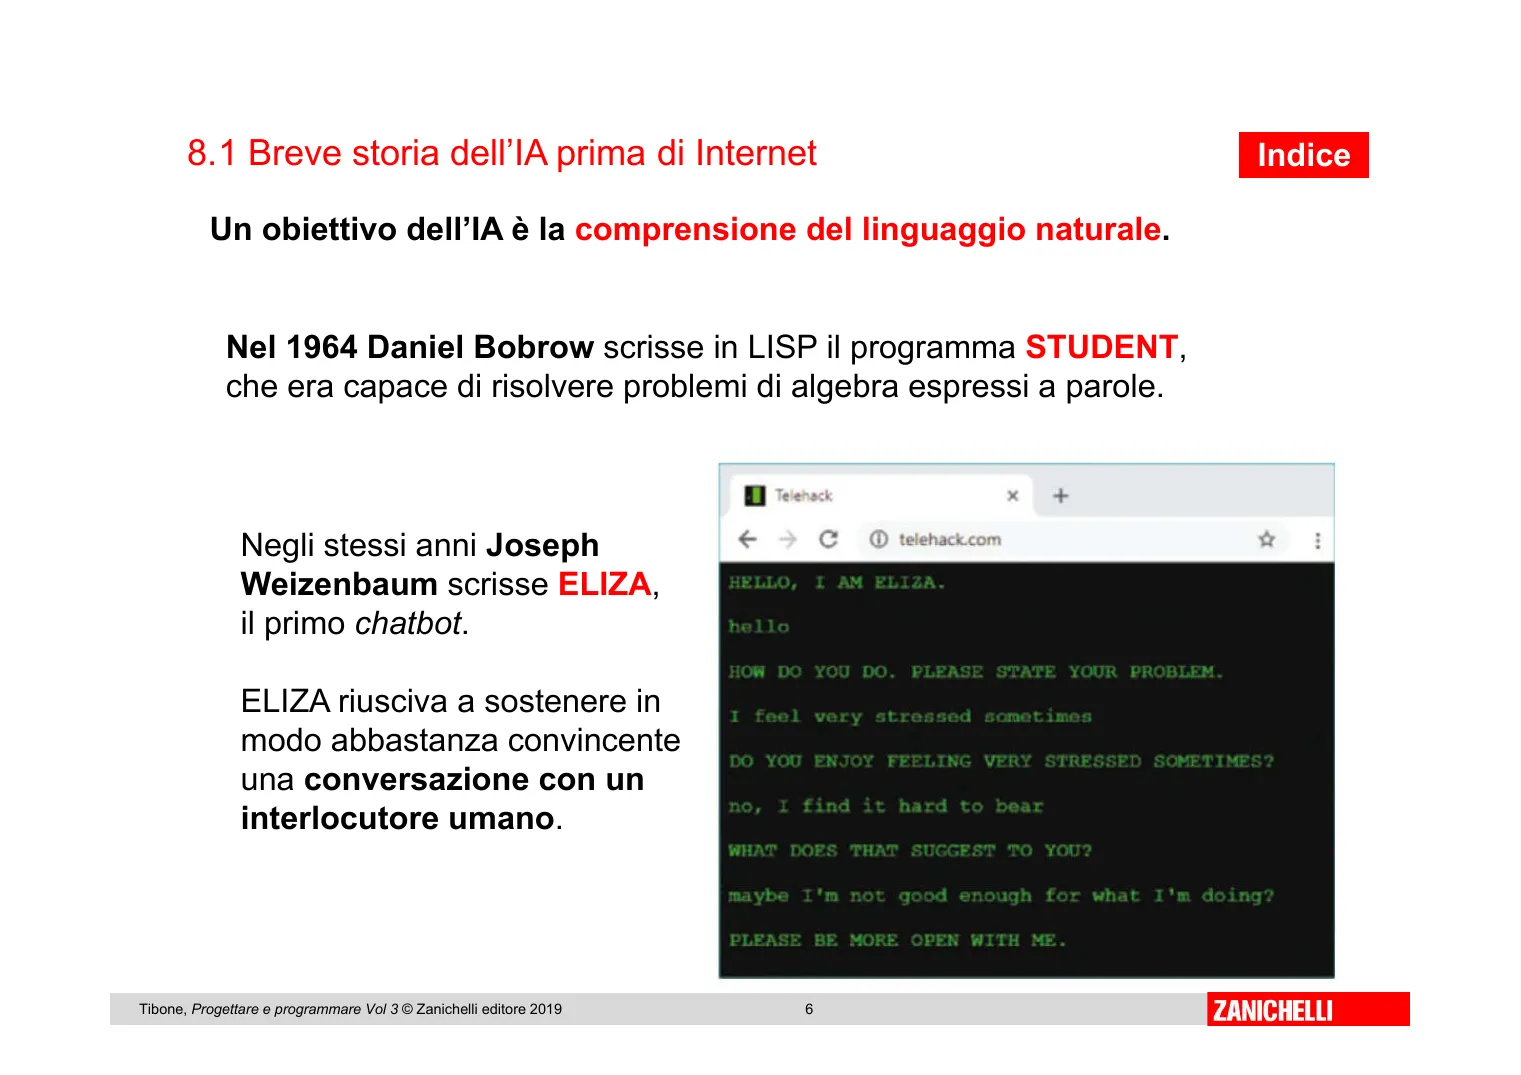 8.1 Breve storia dell’IA prima di Internet
Indice
Un obiettivo dell’IA è la comprensione del linguaggio naturale.
Nel 1964 Daniel Bobrow scrisse in LISP il programma STUDENT,
che era capace di risolvere problemi di algebra espressi a parole.
Negli stessi anni Joseph
Weizenbaum scrisse ELIZA,
il primo chatbot.
ELIZA riusciva a sostenere in
modo abbastanza convincente
una conversazione con un
interlocutore umano.
Telehack
telehack.com
HELLO, I AM ELIZA.
hello
HOW DO YOU DO. PLEASE STATE YOUR PROBLEM.
I feel very stressed sometimes
DO YOU ENJOY FEELING VERY STRESSED SOMETIMES?
no, I find it hard to bear
WHAT DOES THAT SUGGEST TO YOU?
maybe I'm not good enough for what I'm doing?
PLEASE BE MORE OPEN WITH ME.
Tibone, Progettare e programmare Vol 3 © Zanichelli editore 2019
6
ZANICHELLI